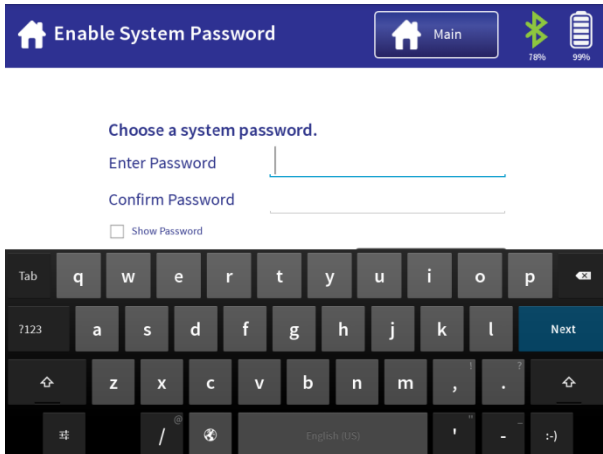 Enable System Password
Main
78%
99%
Choose a system password.
Enter Password
Confirm Password
Show Password
Tab q w e r t y u i o p
?123 a s d f g h j k l Next
z x c v b n m , ! . ?
/ @ English (US) ' " - _ :-)